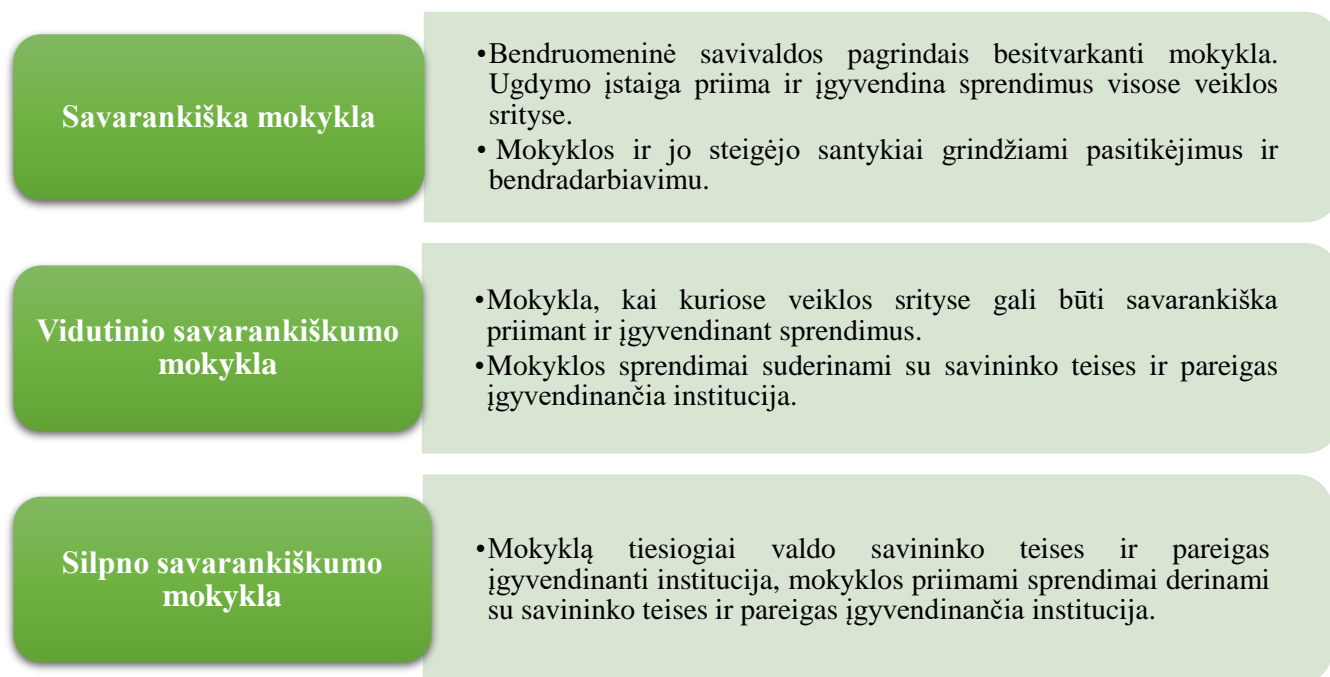 Savarankiška mokykla
•Bendruomeninė savivaldos pagrindais besitvarkanti mokykla.
Ugdymo įstaiga priima ir įgyvendina sprendimus visose veiklos
srityse.
• Mokyklos ir jo steigėjo santykiai grindžiami pasitikėjimus ir
bendradarbiavimu.
Vidutinio savarankiškumo
mokykla
•Mokykla, kai kuriose veiklos srityse gali būti savarankiška
priimant ir įgyvendinant sprendimus.
•Mokyklos sprendimai suderinami su savininko teises ir pareigas
įgyvendinančia institucija.
Silpno savarankiškumo
mokykla
•Mokyklą tiesiogiai valdo savininko teises ir pareigas
įgyvendinanti institucija, mokyklos priimami sprendimai derinami
su savininko teises ir pareigas įgyvendinančia institucija.